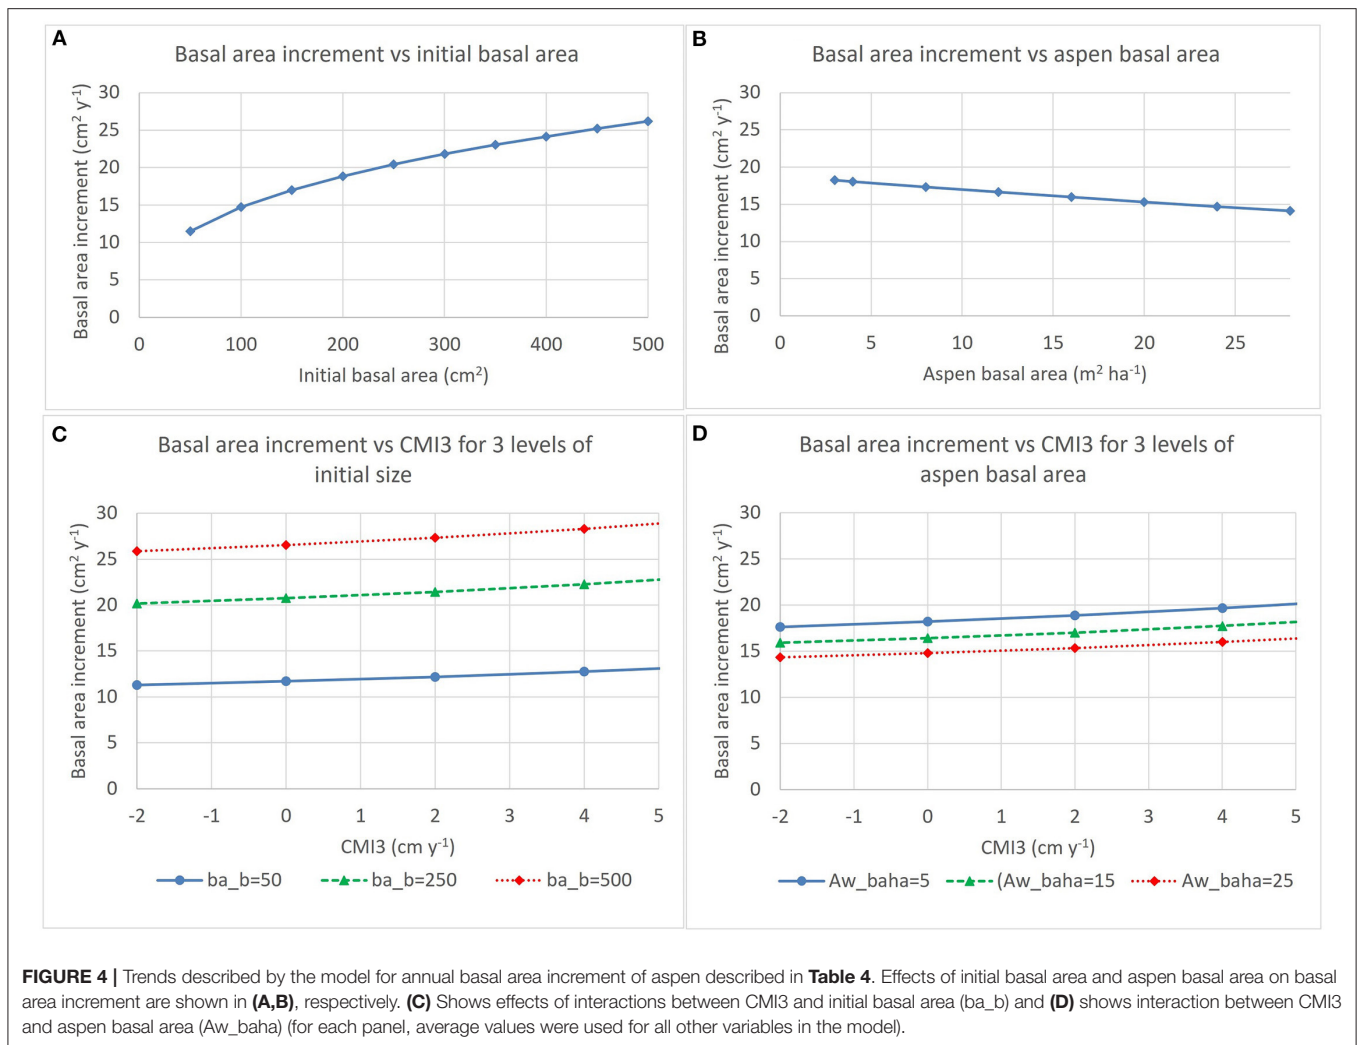 A
Basal area increment vs initial basal area
Basal area increment (cm² y⁻¹)
30
25
20
15
10
5
0
0 100 200 300 400 500
Initial basal area (cm²)
B
Basal area increment vs aspen basal area
Basal area increment (cm² y⁻¹)
30
25
20
15
10
5
0
0 5 10 15 20 25
Aspen basal area (m² ha⁻¹)
C
Basal area increment vs CMI3 for 3 levels of
initial size
Basal area increment (cm² y⁻¹)
30
25
20
15
10
5
0
-2 -1 0 1 2 3 4 5
CMI3 (cm y⁻¹)
ba_b=50 ba_b=250 ba_b=500
D
Basal area increment vs CMI3 for 3 levels of
aspen basal area
Basal area increment (cm² y⁻¹)
30
25
20
15
10
5
0
-2 -1 0 1 2 3 4 5
CMI3 (cm y⁻¹)
Aw_baha=5 (Aw_baha=15 Aw_baha=25
FIGURE 4 | Trends described by the model for annual basal area increment of aspen described in Table 4. Effects of initial basal area and aspen basal area on basal
area increment are shown in (A,B), respectively. (C) Shows effects of interactions between CMI3 and initial basal area (ba_b) and (D) shows interaction between CMI3
and aspen basal area (Aw_baha) (for each panel, average values were used for all other variables in the model).